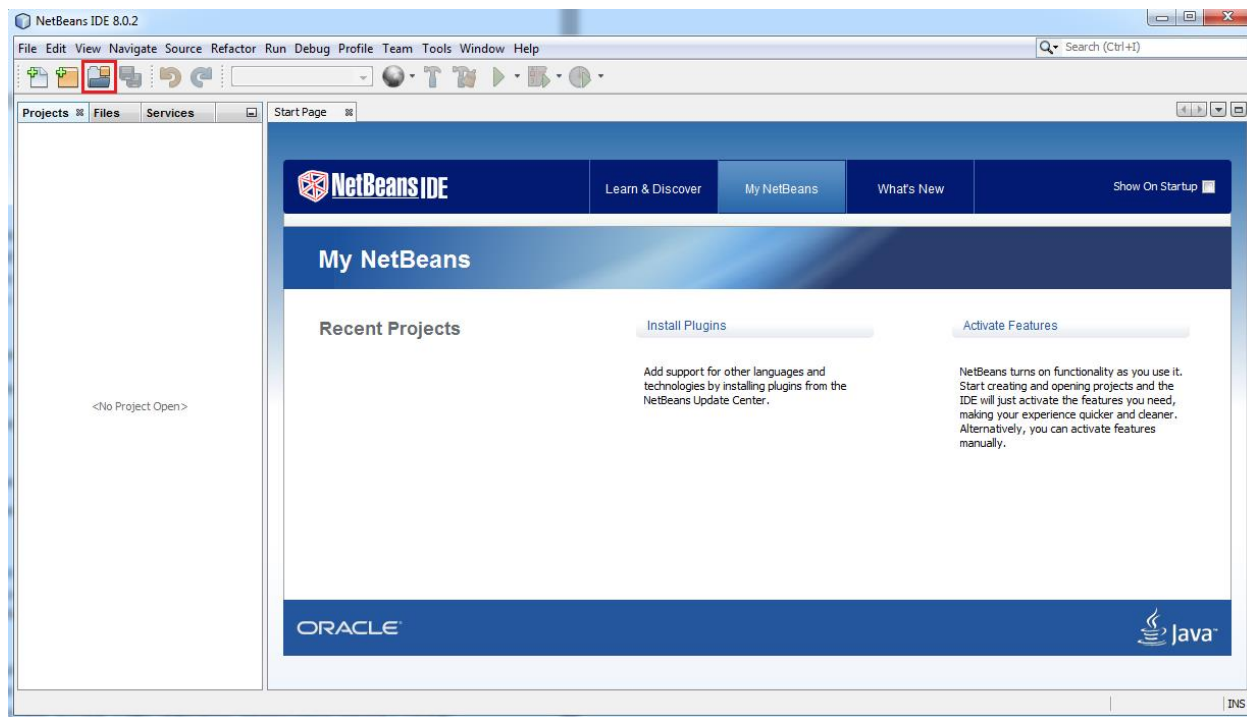 NetBeans IDE 8.0.2
File Edit View Navigate Source Refactor Run Debug Profile Team Tools Window Help
Search (Ctrl+I)
Projects Files Services
Start Page
NetBeans IDE
Learn & Discover
My NetBeans
What's New
Show On Startup
My NetBeans
Recent Projects
Install Plugins
Activate Features
Add support for other languages and
technologies by installing plugins from the
NetBeans Update Center.
NetBeans turns on functionality as you use it.
Start creating and opening projects and the
IDE will just activate the features you need,
making your experience quicker and cleaner.
Alternatively, you can activate features
manually.
<No Project Open>
ORACLE
Java
INS